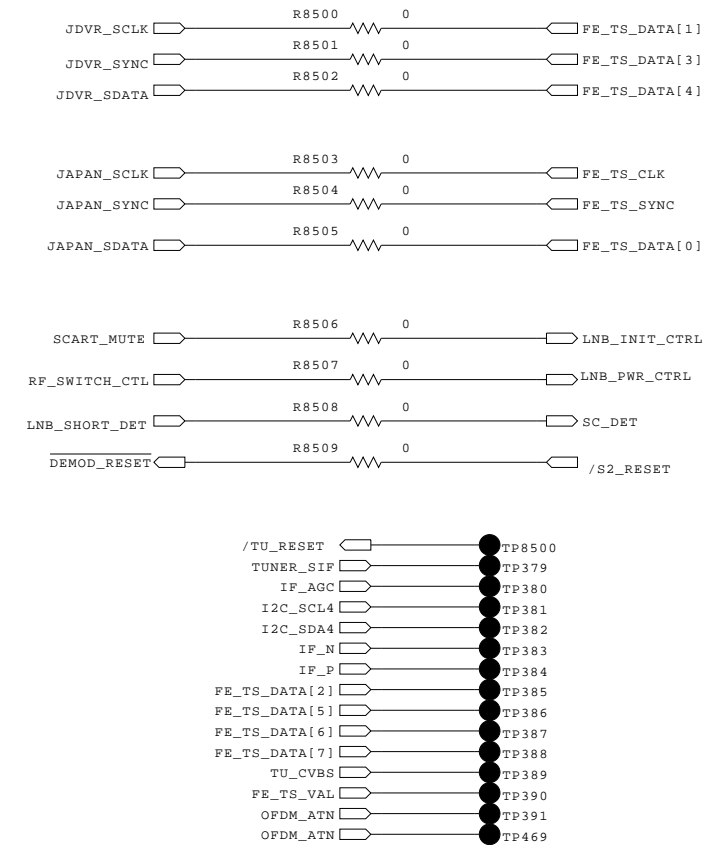 R8500 0
JDVR_SCLK FE_TS_DATA[1]
R8501 0
JDVR_SYNC FE_TS_DATA[3]
R8502 0
JDVR_SDATA FE_TS_DATA[4]
R8503 0
JAPAN_SCLK FE_TS_CLK
R8504 0
JAPAN_SYNC FE_TS_SYNC
R8505 0
JAPAN_SDATA FE_TS_DATA[0]
R8506 0
SCART_MUTE LNB_INIT_CTRL
R8507 0
RF_SWITCH_CTL LNB_PWR_CTRL
R8508 0
LNB_SHORT_DET SC_DET
R8509 0
DEMOD_RESET /S2_RESET
/TU_RESET TP8500
TUNER_SIF TP379
IF_AGC TP380
I2C_SCL4 TP381
I2C_SDA4 TP382
IF_N TP383
IF_P TP384
FE_TS_DATA[2] TP385
FE_TS_DATA[5] TP386
FE_TS_DATA[6] TP387
FE_TS_DATA[7] TP388
TU_CVBS TP389
FE_TS_VAL TP390
OFDM_ATN TP391
OFDM_ATN TP469